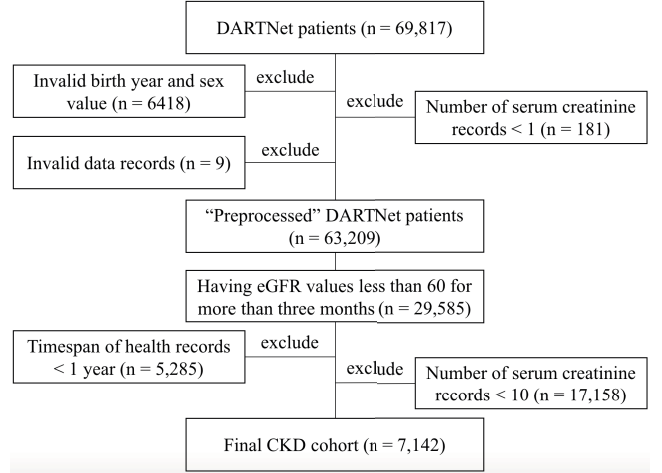 DARTNet patients (n = 69,817)
Invalid birth year and sex
value (n = 6418)
exclude
exclude
Number of serum creatinine
records < 1 (n = 181)
Invalid data records (n = 9)
exclude
“Preprocessed” DARTNet patients
(n = 63,209)
Having eGFR values less than 60 for
more than three months (n = 29,585)
Timespan of health records
< 1 year (n = 5,285)
exclude
exclude
Number of serum creatinine
records < 10 (n = 17,158)
Final CKD cohort (n = 7,142)